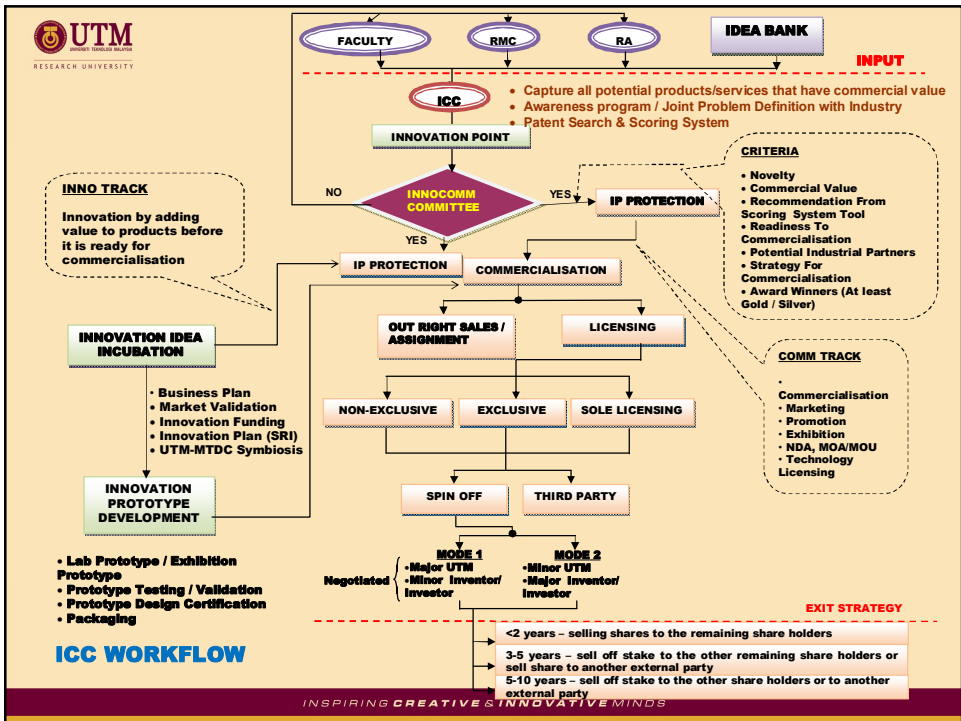 UTM
UNIVERSITI TEKNOLOGI MALAYSIA
RESEARCH UNIVERSITY
FACULTY
RMC
RA
IDEA BANK
INPUT
ICC
• Capture all potential products/services that have commercial value
• Awareness program / Joint Problem Definition with Industry
• Patent Search & Scoring System
INNOVATION POINT
CRITERIA
• Novelty
• Commercial Value
• Recommendation From
Scoring System Tool
• Readiness To
Commercialisation
• Potential Industrial Partners
• Strategy For
Commercialisation
• Award Winners (At least
Gold / Silver)
INNO TRACK
Innovation by adding
value to products before
it is ready for
commercialisation
NO
INNOCOMM
COMMITTEE
YES
IP PROTECTION
YES
IP PROTECTION
COMMERCIALISATION
OUT RIGHT SALES /
ASSIGNMENT
LICENSING
INNOVATION IDEA
INCUBATION
COMM TRACK
•
Commercialisation
• Marketing
• Promotion
• Exhibition
• NDA, MOA/MOU
• Technology
Licensing
• Business Plan
• Market Validation
• Innovation Funding
• Innovation Plan (SRI)
• UTM-MTDC Symbiosis
NON-EXCLUSIVE
EXCLUSIVE
SOLE LICENSING
INNOVATION
PROTOTYPE
DEVELOPMENT
SPIN OFF
THIRD PARTY
• Lab Prototype / Exhibition
Prototype
• Prototype Testing / Validation
• Prototype Design Certification
• Packaging
Negotiated
MODE 1
•Major UTM
•Minor Inventor/
Investor
MODE 2
•Minor UTM
•Major Inventor/
Investor
EXIT STRATEGY
<2 years – selling shares to the remaining share holders
3-5 years – sell off stake to the other remaining share holders or
sell share to another external party
5-10 years – sell off stake to the other share holders or to another
external party
ICC WORKFLOW
INSPIRING CREATIVE & INNOVATIVE MINDS